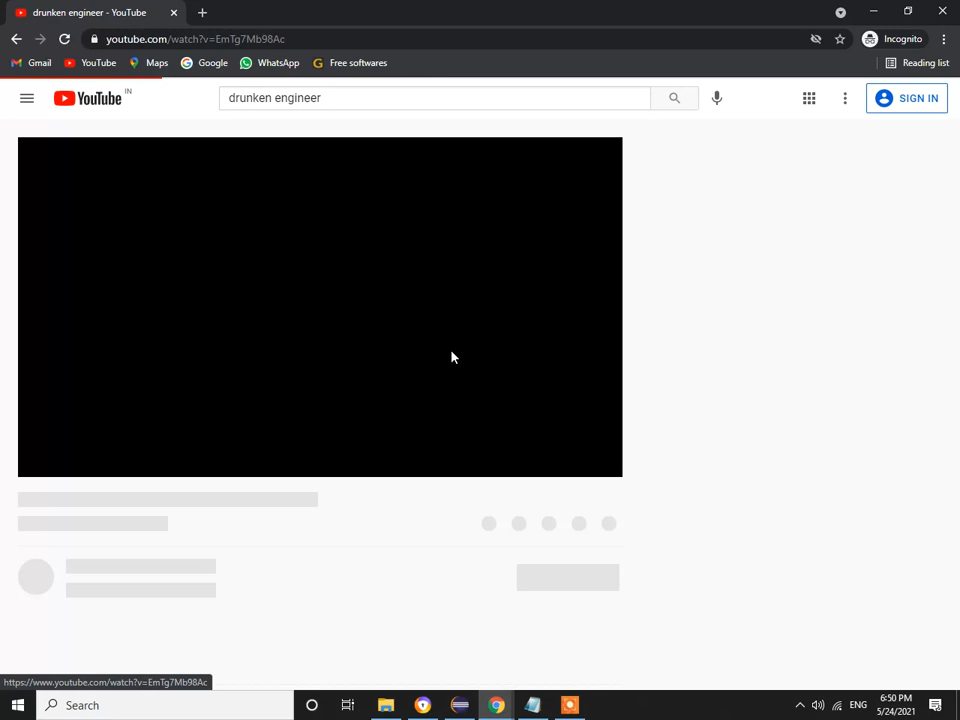 drunken engineer - YouTube
youtube.com/watch?v=EmTg7Mb98Ac
Incognito
Gmail
YouTube
Maps
Google
WhatsApp
G
Free softwares
Reading list
YouTube IN
drunken engineer
SIGN IN
https://www.youtube.com/watch?v=EmTg7Mb98Ac
Search
ENG
6:50 PM
5/24/2021